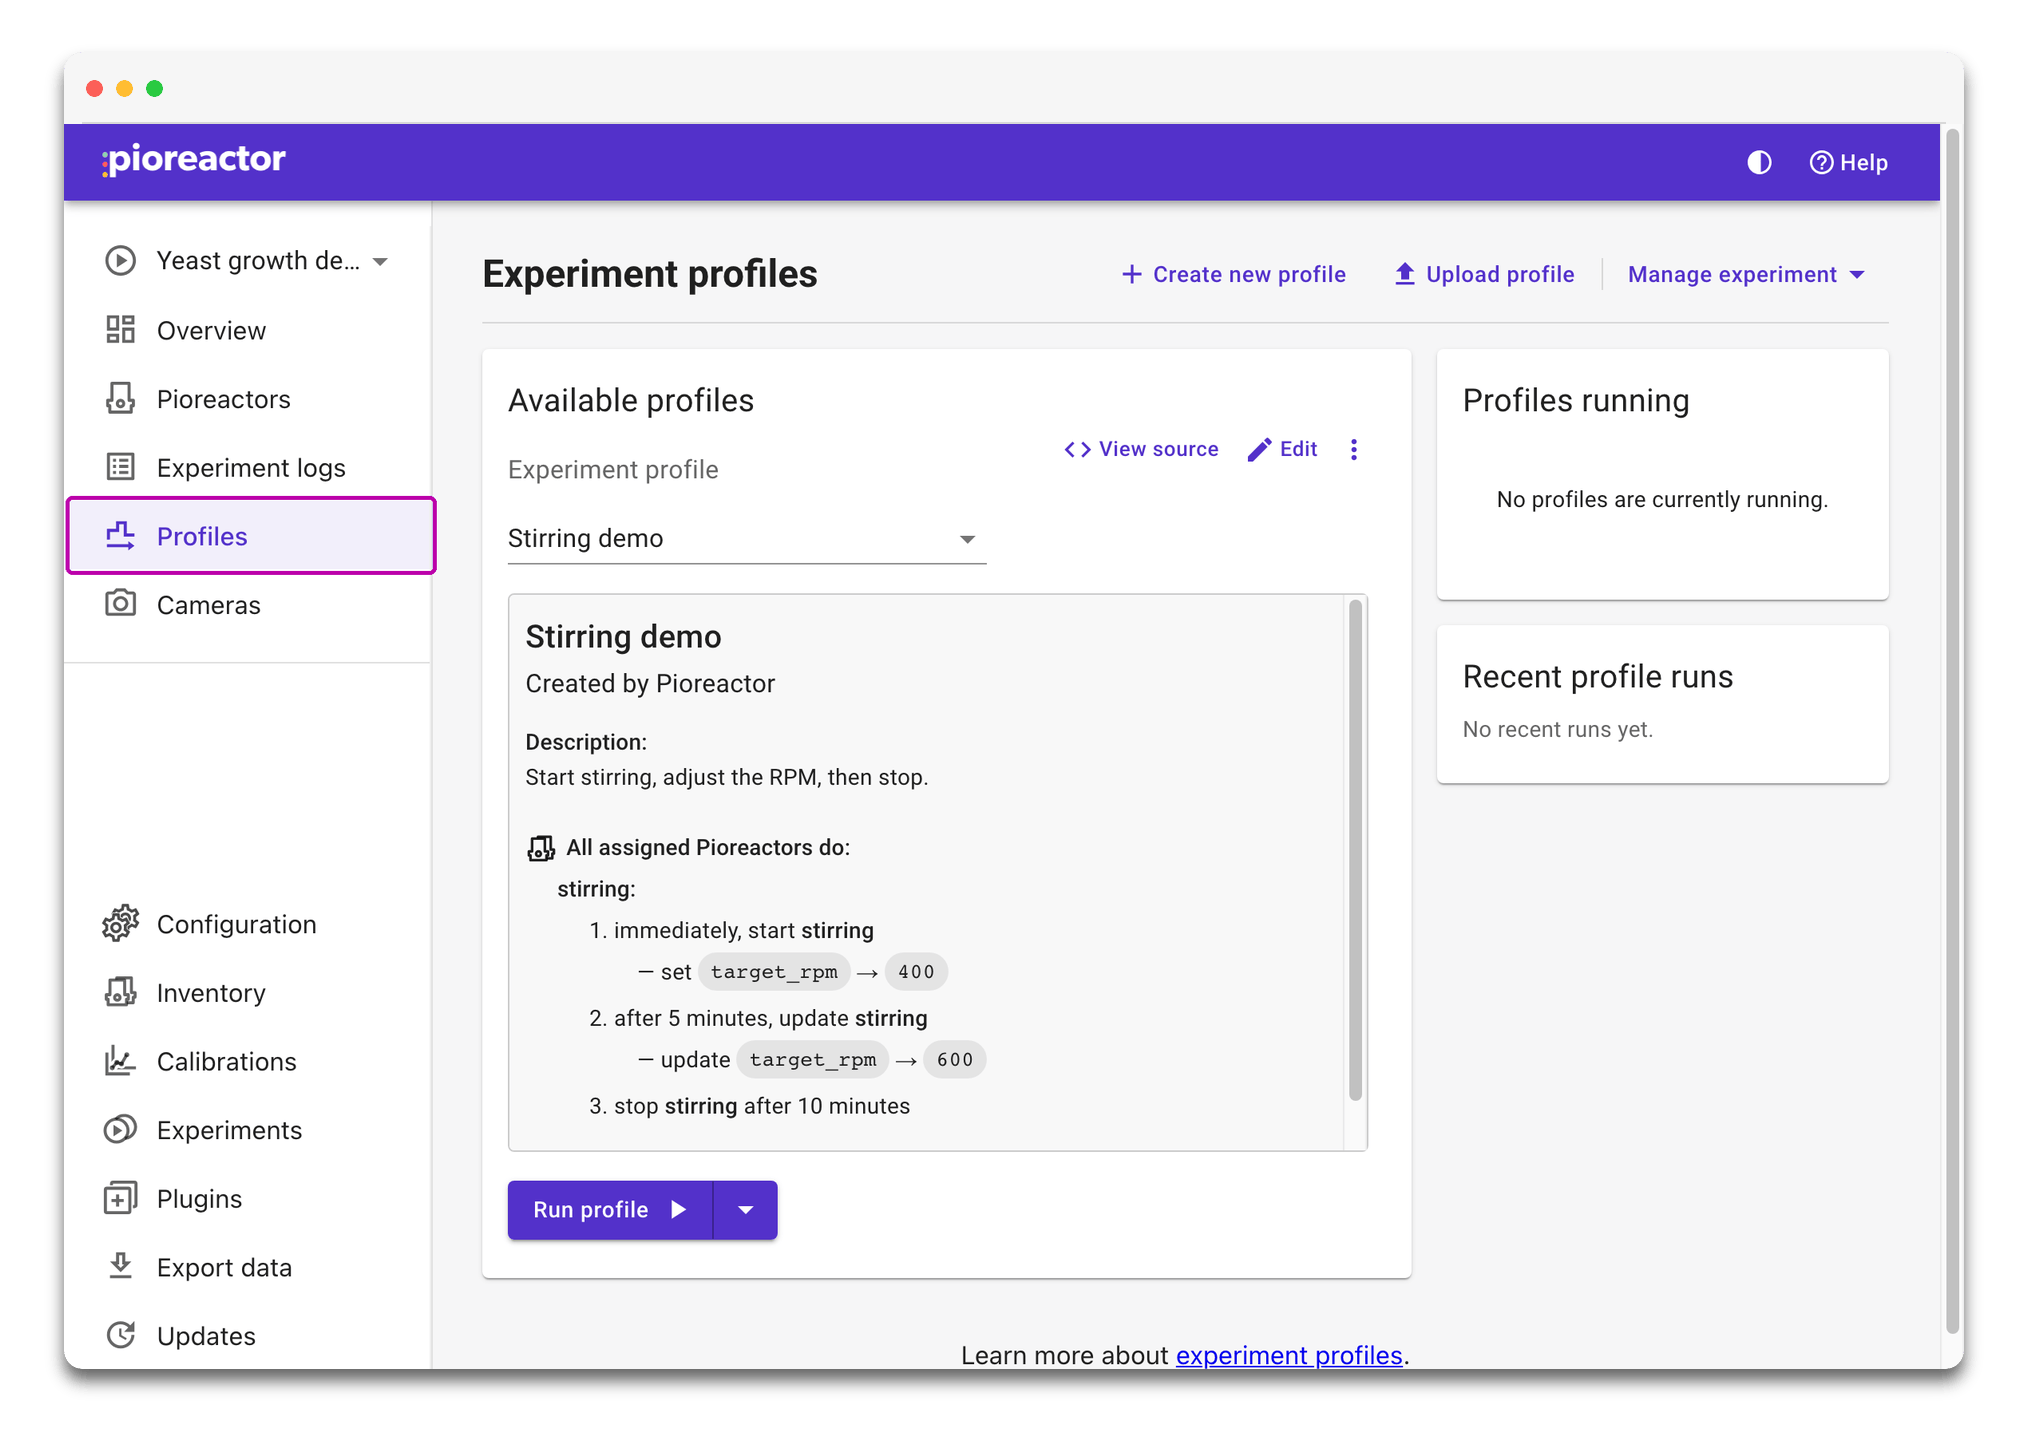 pioreactor
Help
Yeast growth de...
Overview
Pioreactors
Experiment logs
Profiles
Cameras
Configuration
Inventory
Calibrations
Experiments
Plugins
Export data
Updates
Experiment profiles
Create new profile
Upload profile
Manage experiment
Available profiles
View source
Edit
Experiment profile
Stirring demo
Stirring demo
Created by Pioreactor
Description:
Start stirring, adjust the RPM, then stop.
All assigned Pioreactors do:
stirring:
1. immediately, start stirring
— set target_rpm → 400
2. after 5 minutes, update stirring
— update target_rpm → 600
3. stop stirring after 10 minutes
Run profile
Profiles running
No profiles are currently running.
Recent profile runs
No recent runs yet.
Learn more about experiment profiles.